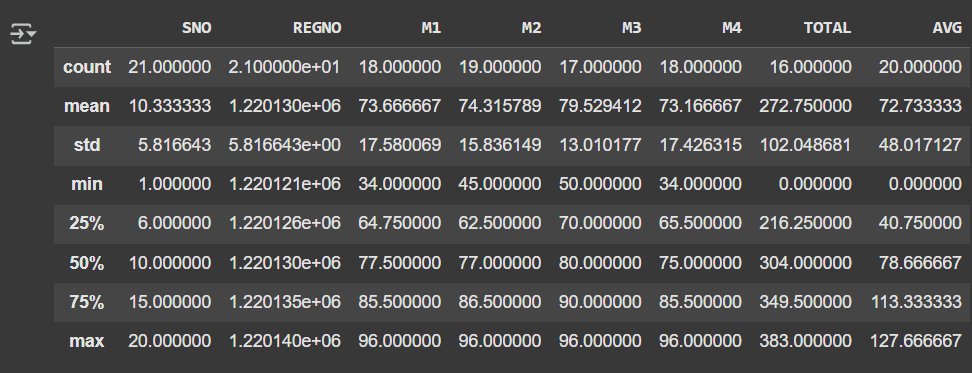 SNO REGNO M1 M2 M3 M4 TOTAL AVG
count 21.000000 2.100000e+01 18.000000 19.000000 17.000000 18.000000 16.000000 20.000000
mean 10.333333 1.220130e+06 73.666667 74.315789 79.529412 73.166667 272.750000 72.733333
std 5.816643 5.816643e+00 17.580069 15.836149 13.010177 17.426315 102.048681 48.017127
min 1.000000 1.220121e+06 34.000000 45.000000 50.000000 34.000000 0.000000 0.000000
25% 6.000000 1.220126e+06 64.750000 62.500000 70.000000 65.500000 216.250000 40.750000
50% 10.000000 1.220130e+06 77.500000 77.000000 80.000000 75.000000 304.000000 78.666667
75% 15.000000 1.220135e+06 85.500000 86.500000 90.000000 85.500000 349.500000 113.333333
max 20.000000 1.220140e+06 96.000000 96.000000 96.000000 96.000000 383.000000 127.666667